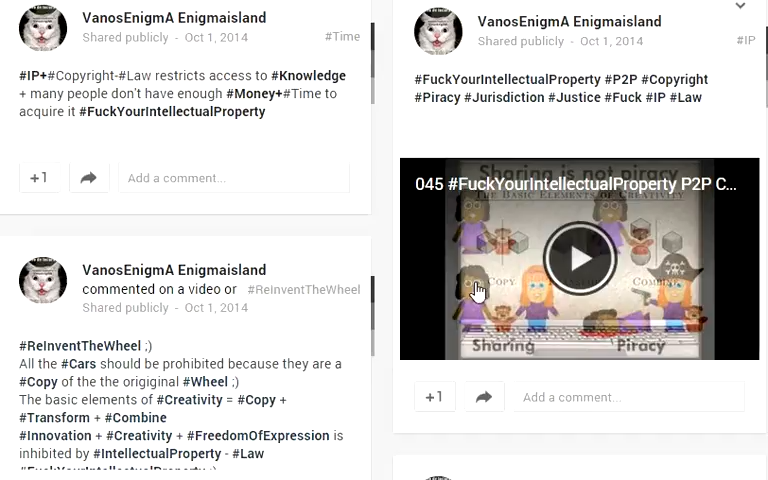 VanosEnigmA Enigmaisland
Shared publicly - Oct 1, 2014
#Time
#IP+#Copyright-#Law restricts access to #Knowledge
+ many people don't have enough #Money+#Time to
acquire it #FuckYourIntellectualProperty
+1
Add a comment...
VanosEnigmA Enigmaisland
commented on a video or
#ReInventTheWheel
Shared publicly - Oct 1, 2014
#ReInventTheWheel ;)
All the #Cars should be prohibited because they are a
#Copy of the the origiginal #Wheel ;)
The basic elements of #Creativity = #Copy +
#Transform + #Combine
#Innovation + #Creativity + #FreedomOfExpression is
inhibited by #IntellectualProperty - #Law
#FuckYourIntellectualProperty ;)
VanosEnigmA Enigmaisland
Shared publicly - Oct 1, 2014
#IP
#FuckYourIntellectualProperty #P2P #Copyright
#Piracy #Jurisdiction #Justice #Fuck #IP #Law
Sharing is not piracy
045 #FuckYourIntellectualProperty P2P C...
The Basic Elements of Creativity
Copy
Combine
Sharing
Piracy
+1
Add a comment...